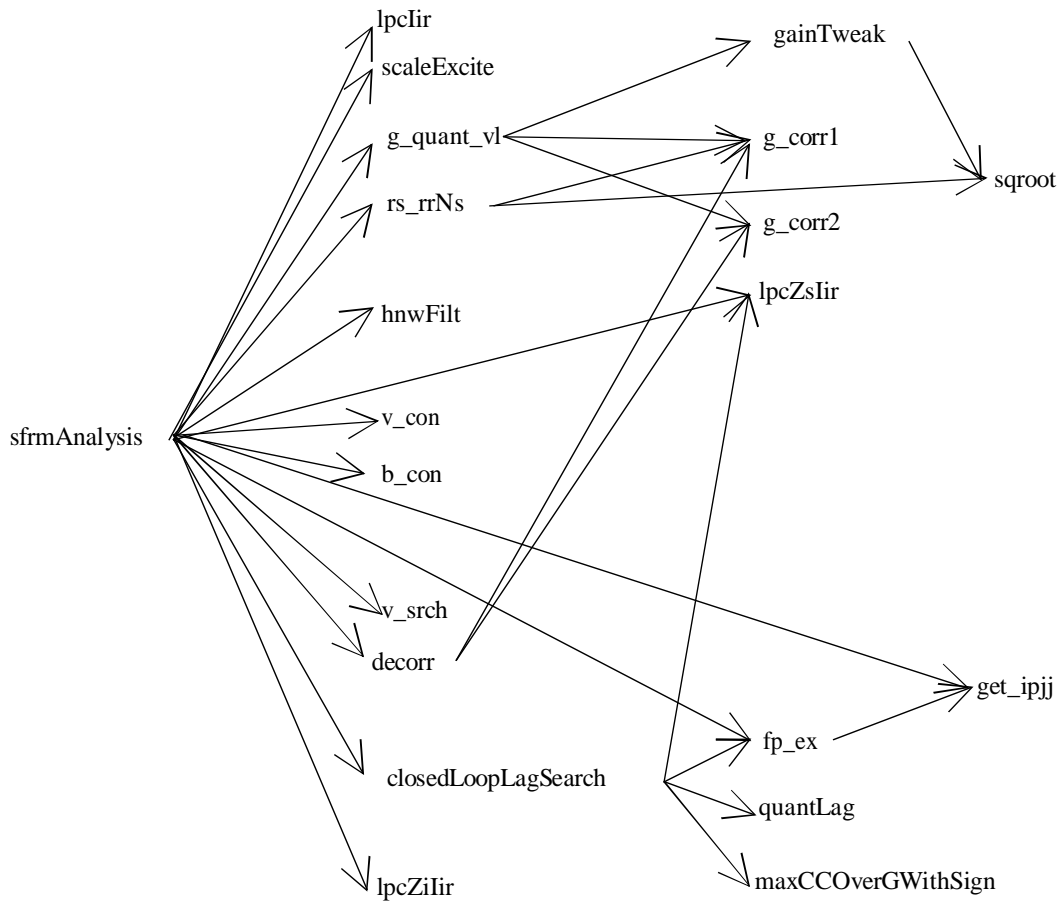 lpcIir
scaleExcite
g_quant_vl
rs_rrNs
hnwFilt
sfrmAnalysis
v_con
b_con
v_srch
decorr
closedLoopLagSearch
lpcZiIir
gainTweak
g_corr1
g_corr2
lpcZsIir
fp_ex
quantLag
maxCCOverGWithSign
sqroot
get_ipjj